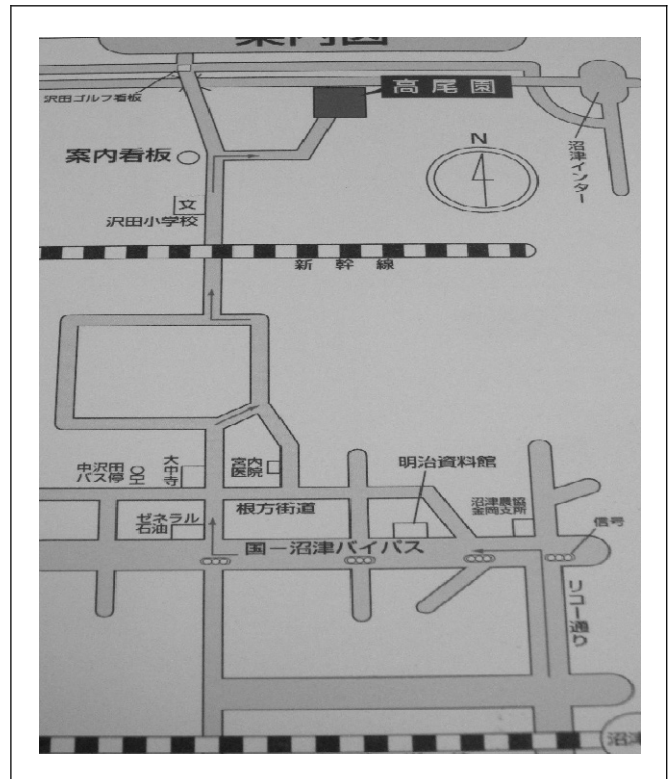 案内図
高尾園
沢田ゴルフ看板
沼津インター
案内看板
N
文
沢田小学校
新幹線
中沢田
バス停
大中寺
宮内
医院
明治資料館
根方街道
沼津農協
金岡支所
ゼネラル
石油
国一沼津バイパス
信号
リコー通り
沼津